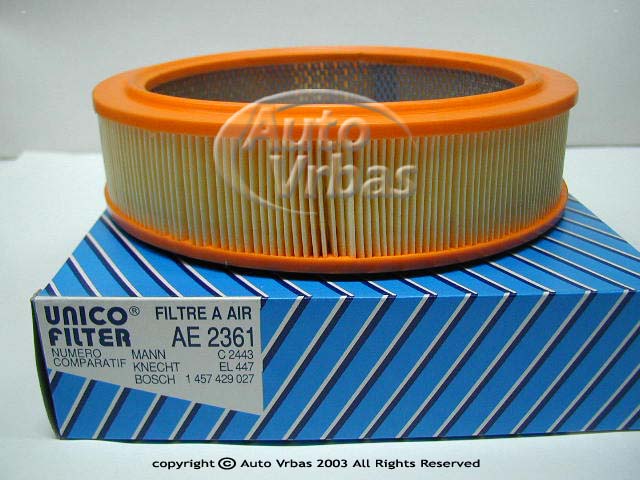 Auto
Vrbas
UNICO® FILTRE A AIR
FILTER AE 2361
NUMERO MANN C 2443
COMPARATIF KNECHT EL 447
BOSCH 1 457 429 027
copyright © Auto Vrbas 2003 All Rights Reserved